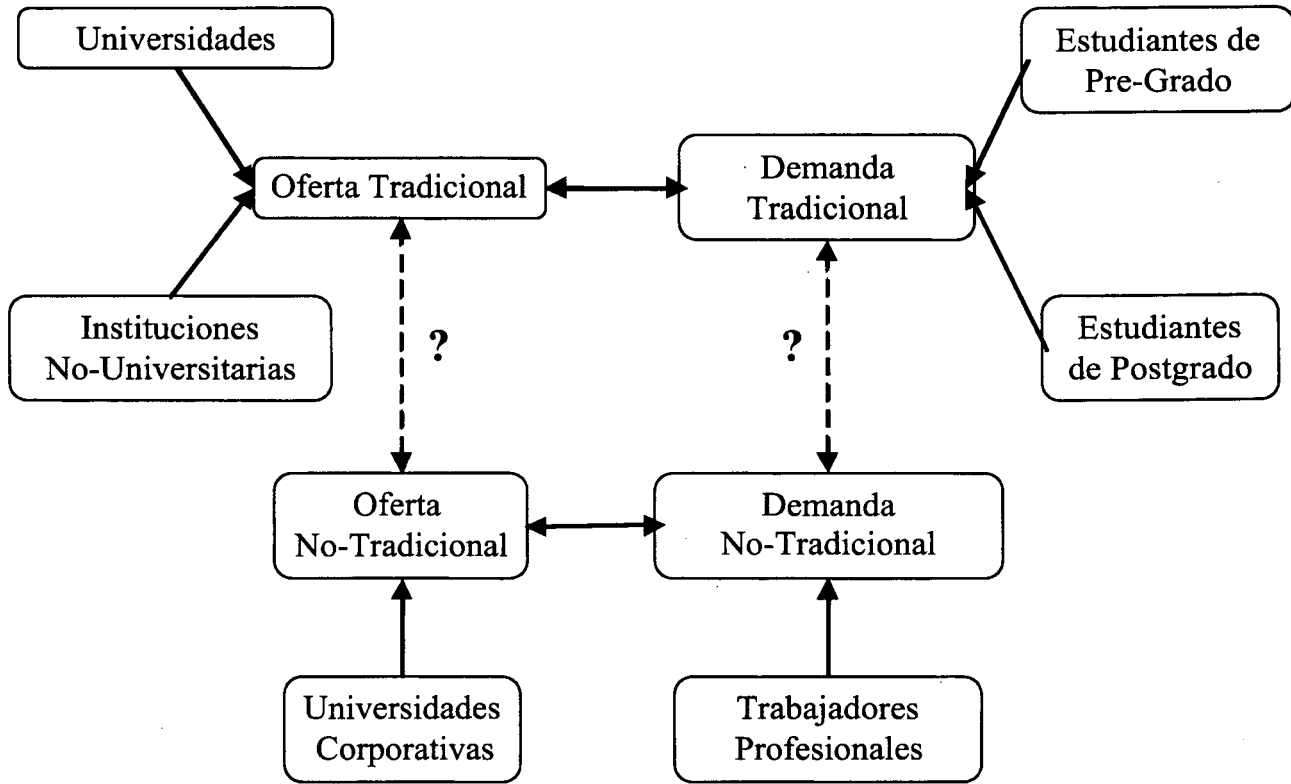 Universidades
Estudiantes de
Pre-Grado
Oferta Tradicional
Demanda
Tradicional
Instituciones
No-Universitarias
?
?
Estudiantes
de Postgrado
Oferta
No-Tradicional
Demanda
No-Tradicional
Universidades
Corporativas
Trabajadores
Profesionales